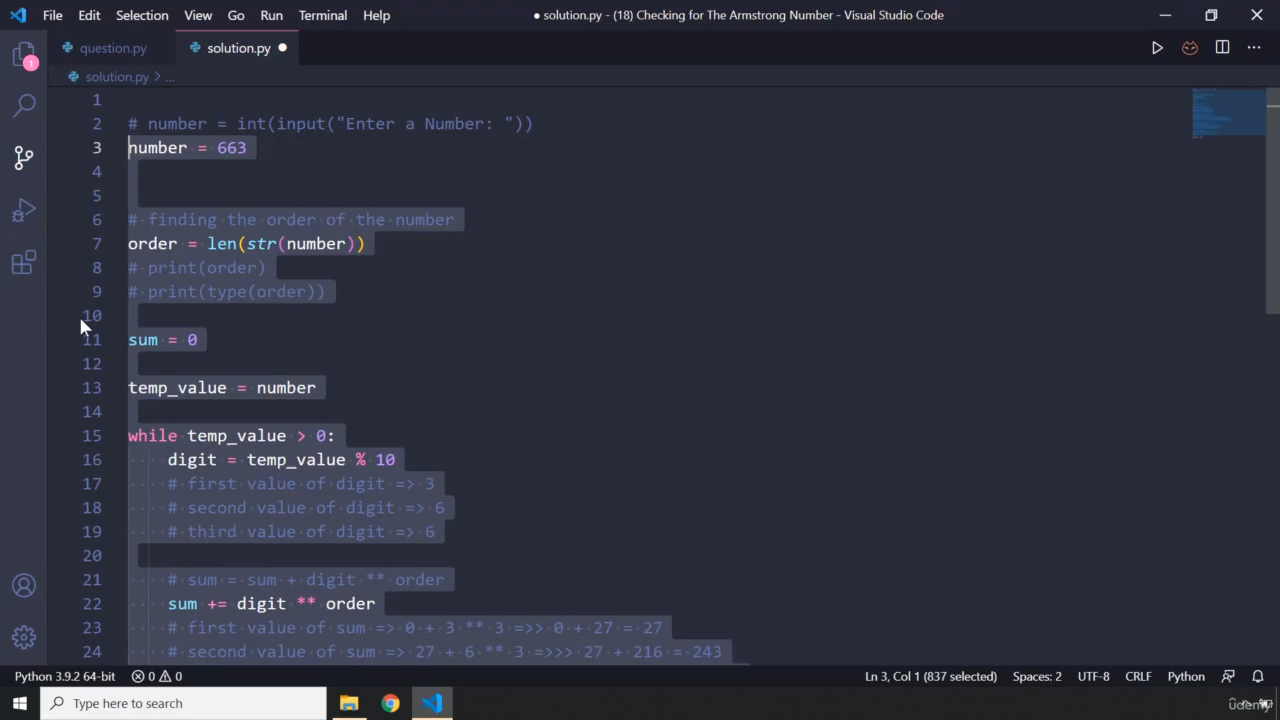 File Edit Selection View Go Run Terminal Help
● solution.py - (18) Checking for The Armstrong Number - Visual Studio Code
question.py
solution.py ●
solution.py > ...
1
2 # number = int(input("Enter a Number: "))
3 number = 663
4
5
6 # finding the order of the number
7 order = len(str(number))
8 # print(order)
9 # print(type(order))
10
11 sum = 0
12
13 temp_value = number
14
15 while temp_value > 0:
16 digit = temp_value % 10
17 # first value of digit => 3
18 # second value of digit => 6
19 # third value of digit => 6
20
21 # sum = sum + digit ** order
22 sum += digit ** order
23 # first value of sum => 0 + 3 ** 3 =>> 0 + 27 = 27
24 # second value of sum => 27 + 6 ** 3 =>>> 27 + 216 = 243
1
Python 3.9.2 64-bit 0 0 Ln 3, Col 1 (837 selected) Spaces: 2 UTF-8 CRLF Python
Type here to search
udemy